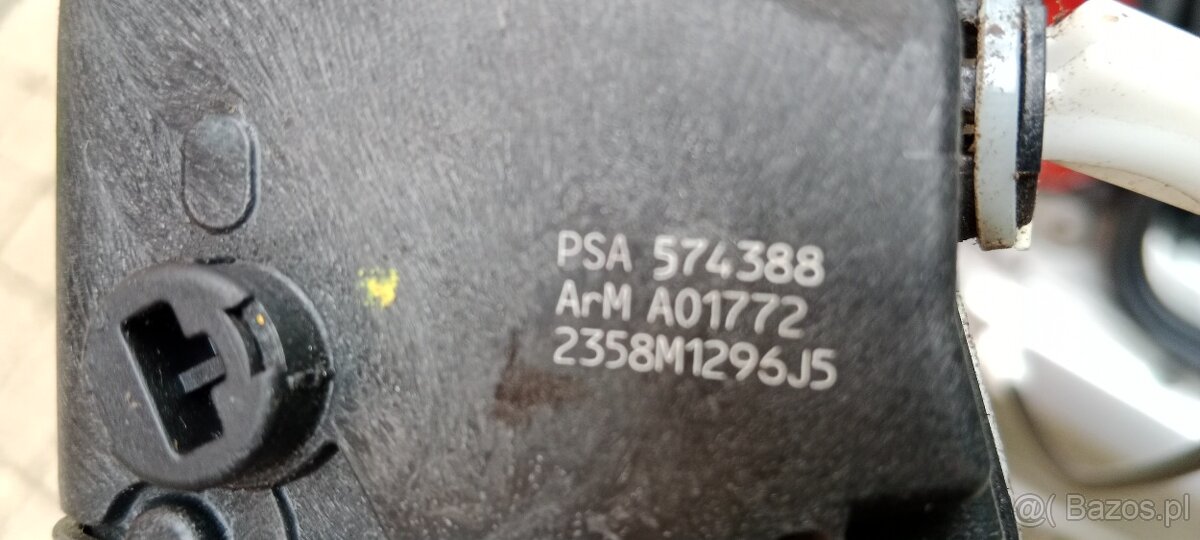 PSA 574388
ArM A01772
2358M1296J5
@( Bazos.pl